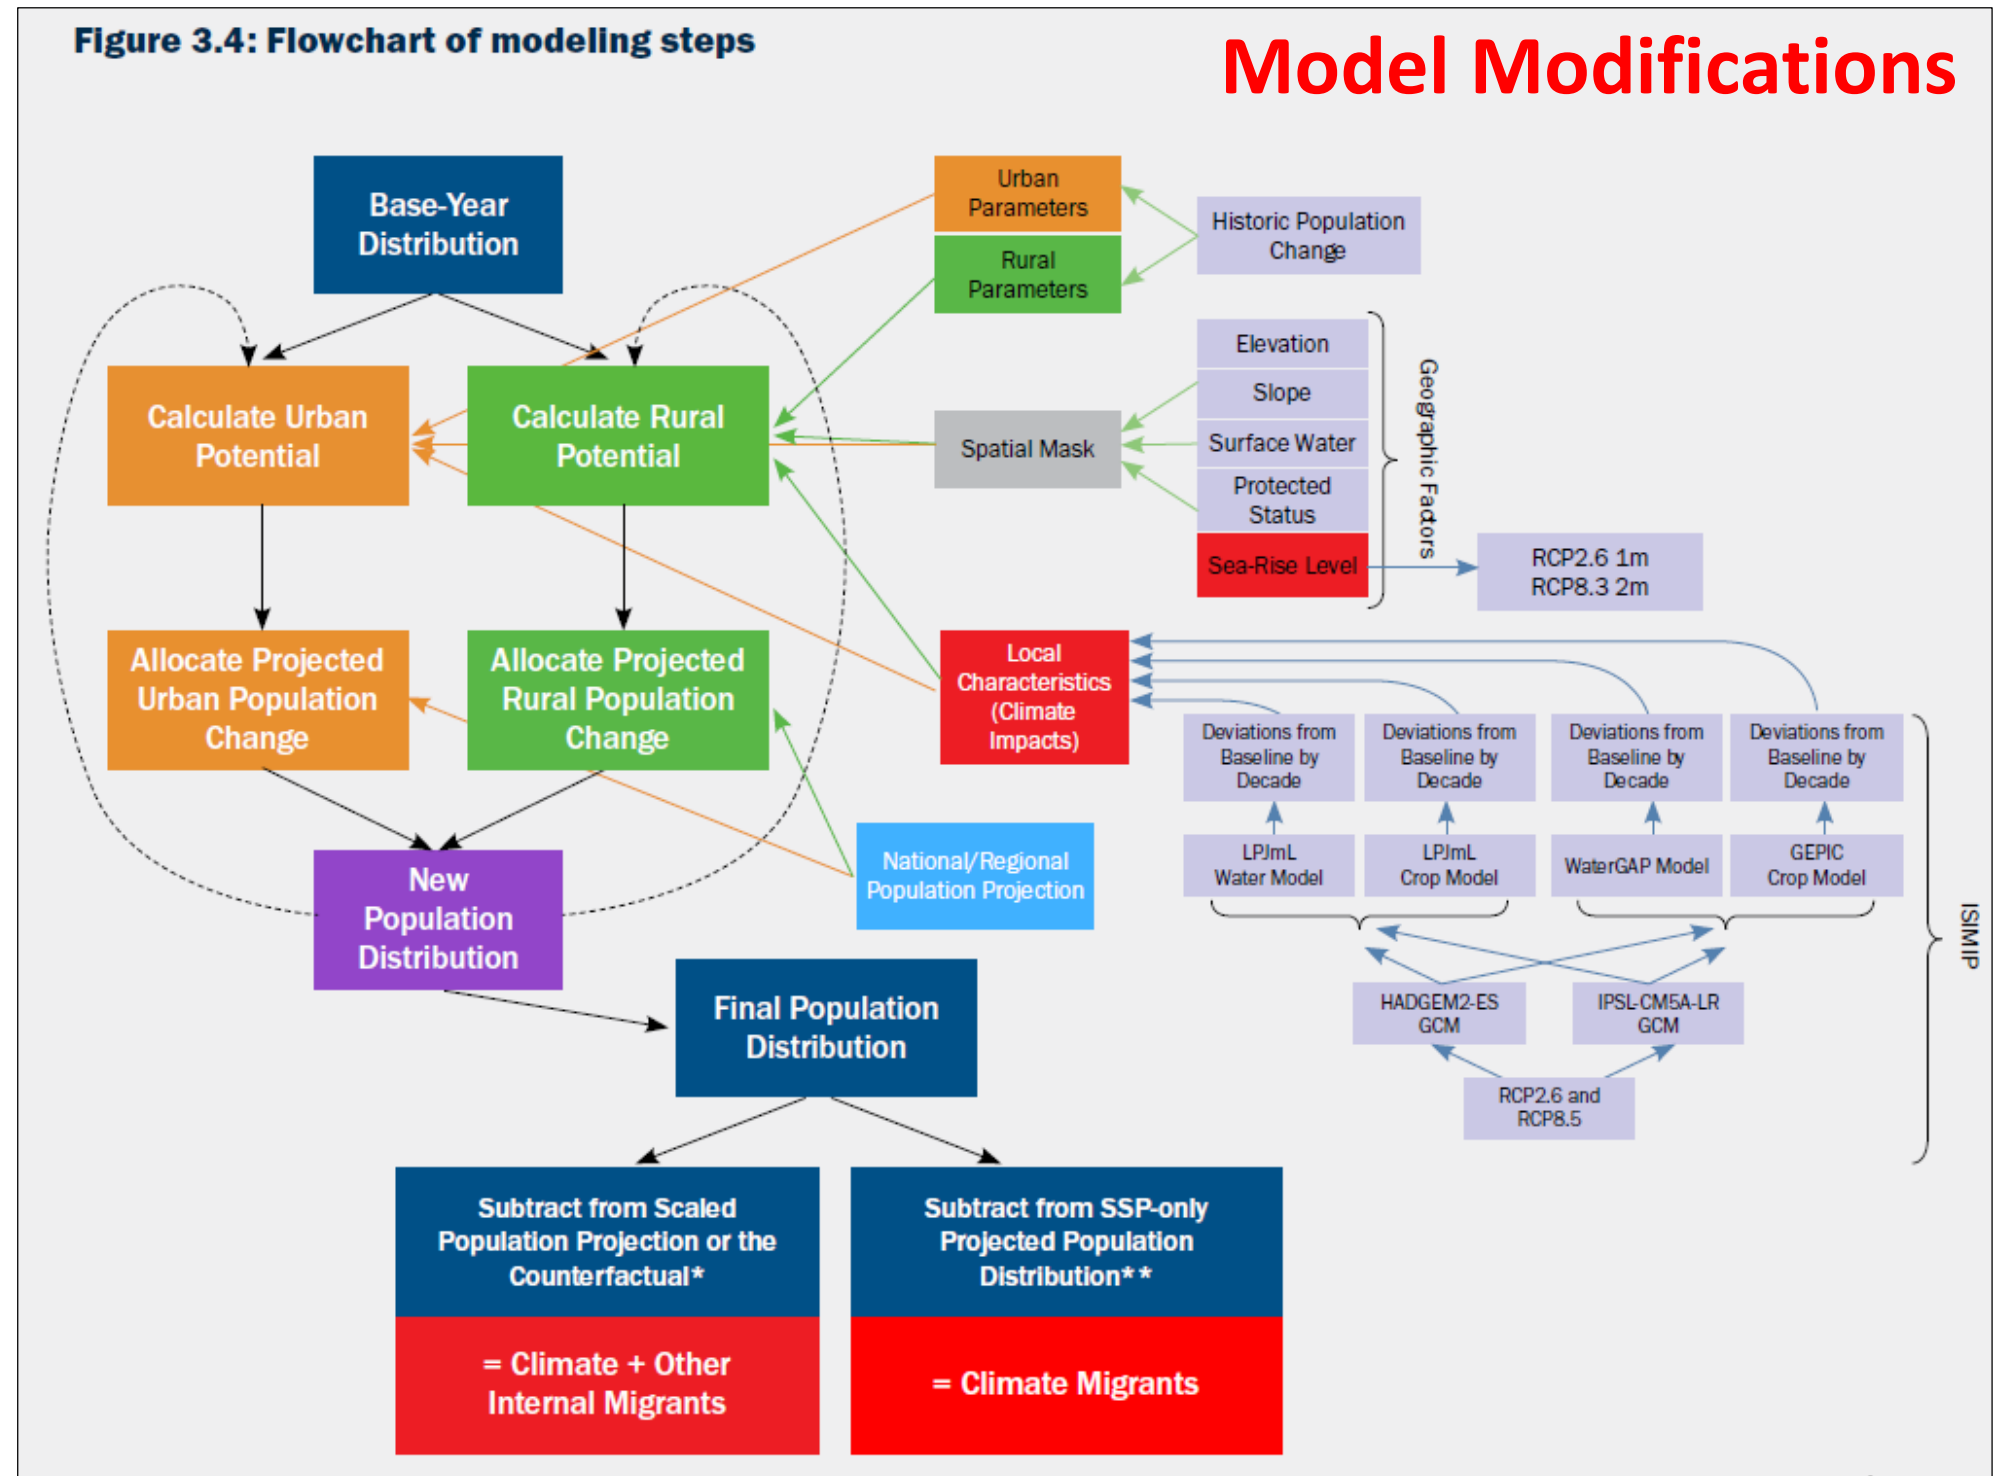 Figure 3.4: Flowchart of modeling steps
Model Modifications
Base-Year
Distribution
Urban
Parameters
Rural
Parameters
Historic Population
Change
Calculate Urban
Potential
Calculate Rural
Potential
Spatial Mask
Elevation
Slope
Surface Water
Protected
Status
Sea-Rise Level
Geographic Factors
RCP2.6 1m
RCP8.3 2m
Allocate Projected
Urban Population
Change
Allocate Projected
Rural Population
Change
Local
Characteristics
(Climate
Impacts)
Deviations from
Baseline by
Decade
Deviations from
Baseline by
Decade
Deviations from
Baseline by
Decade
Deviations from
Baseline by
Decade
LPJmL
Water Model
LPJmL
Crop Model
WaterGAP Model
GEPIC
Crop Model
ISIMIP
National/Regional
Population Projection
New
Population
Distribution
HADGEM2-ES
GCM
IPSL-CM5A-LR
GCM
RCP2.6 and
RCP8.5
Final Population
Distribution
Subtract from Scaled
Population Projection or the
Counterfactual*
= Climate + Other
Internal Migrants
Subtract from SSP-only
Projected Population
Distribution**
= Climate Migrants